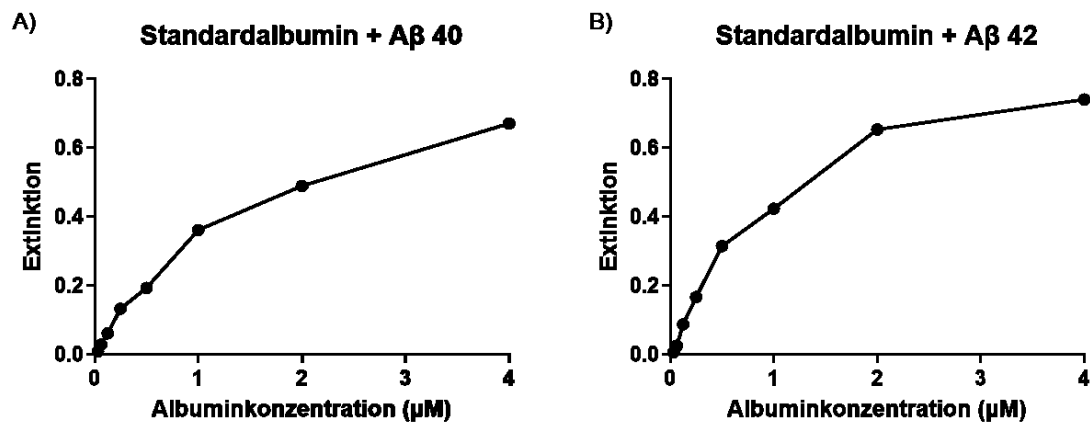 A)
Standardalbumin + Aβ 40
0.8
0.6
0.4
0.2
0.0
Extinktion
0 1 2 3 4
Albuminkonzentration (µM)
B)
Standardalbumin + Aβ 42
0.8
0.6
0.4
0.2
0.0
Extinktion
0 1 2 3 4
Albuminkonzentration (µM)